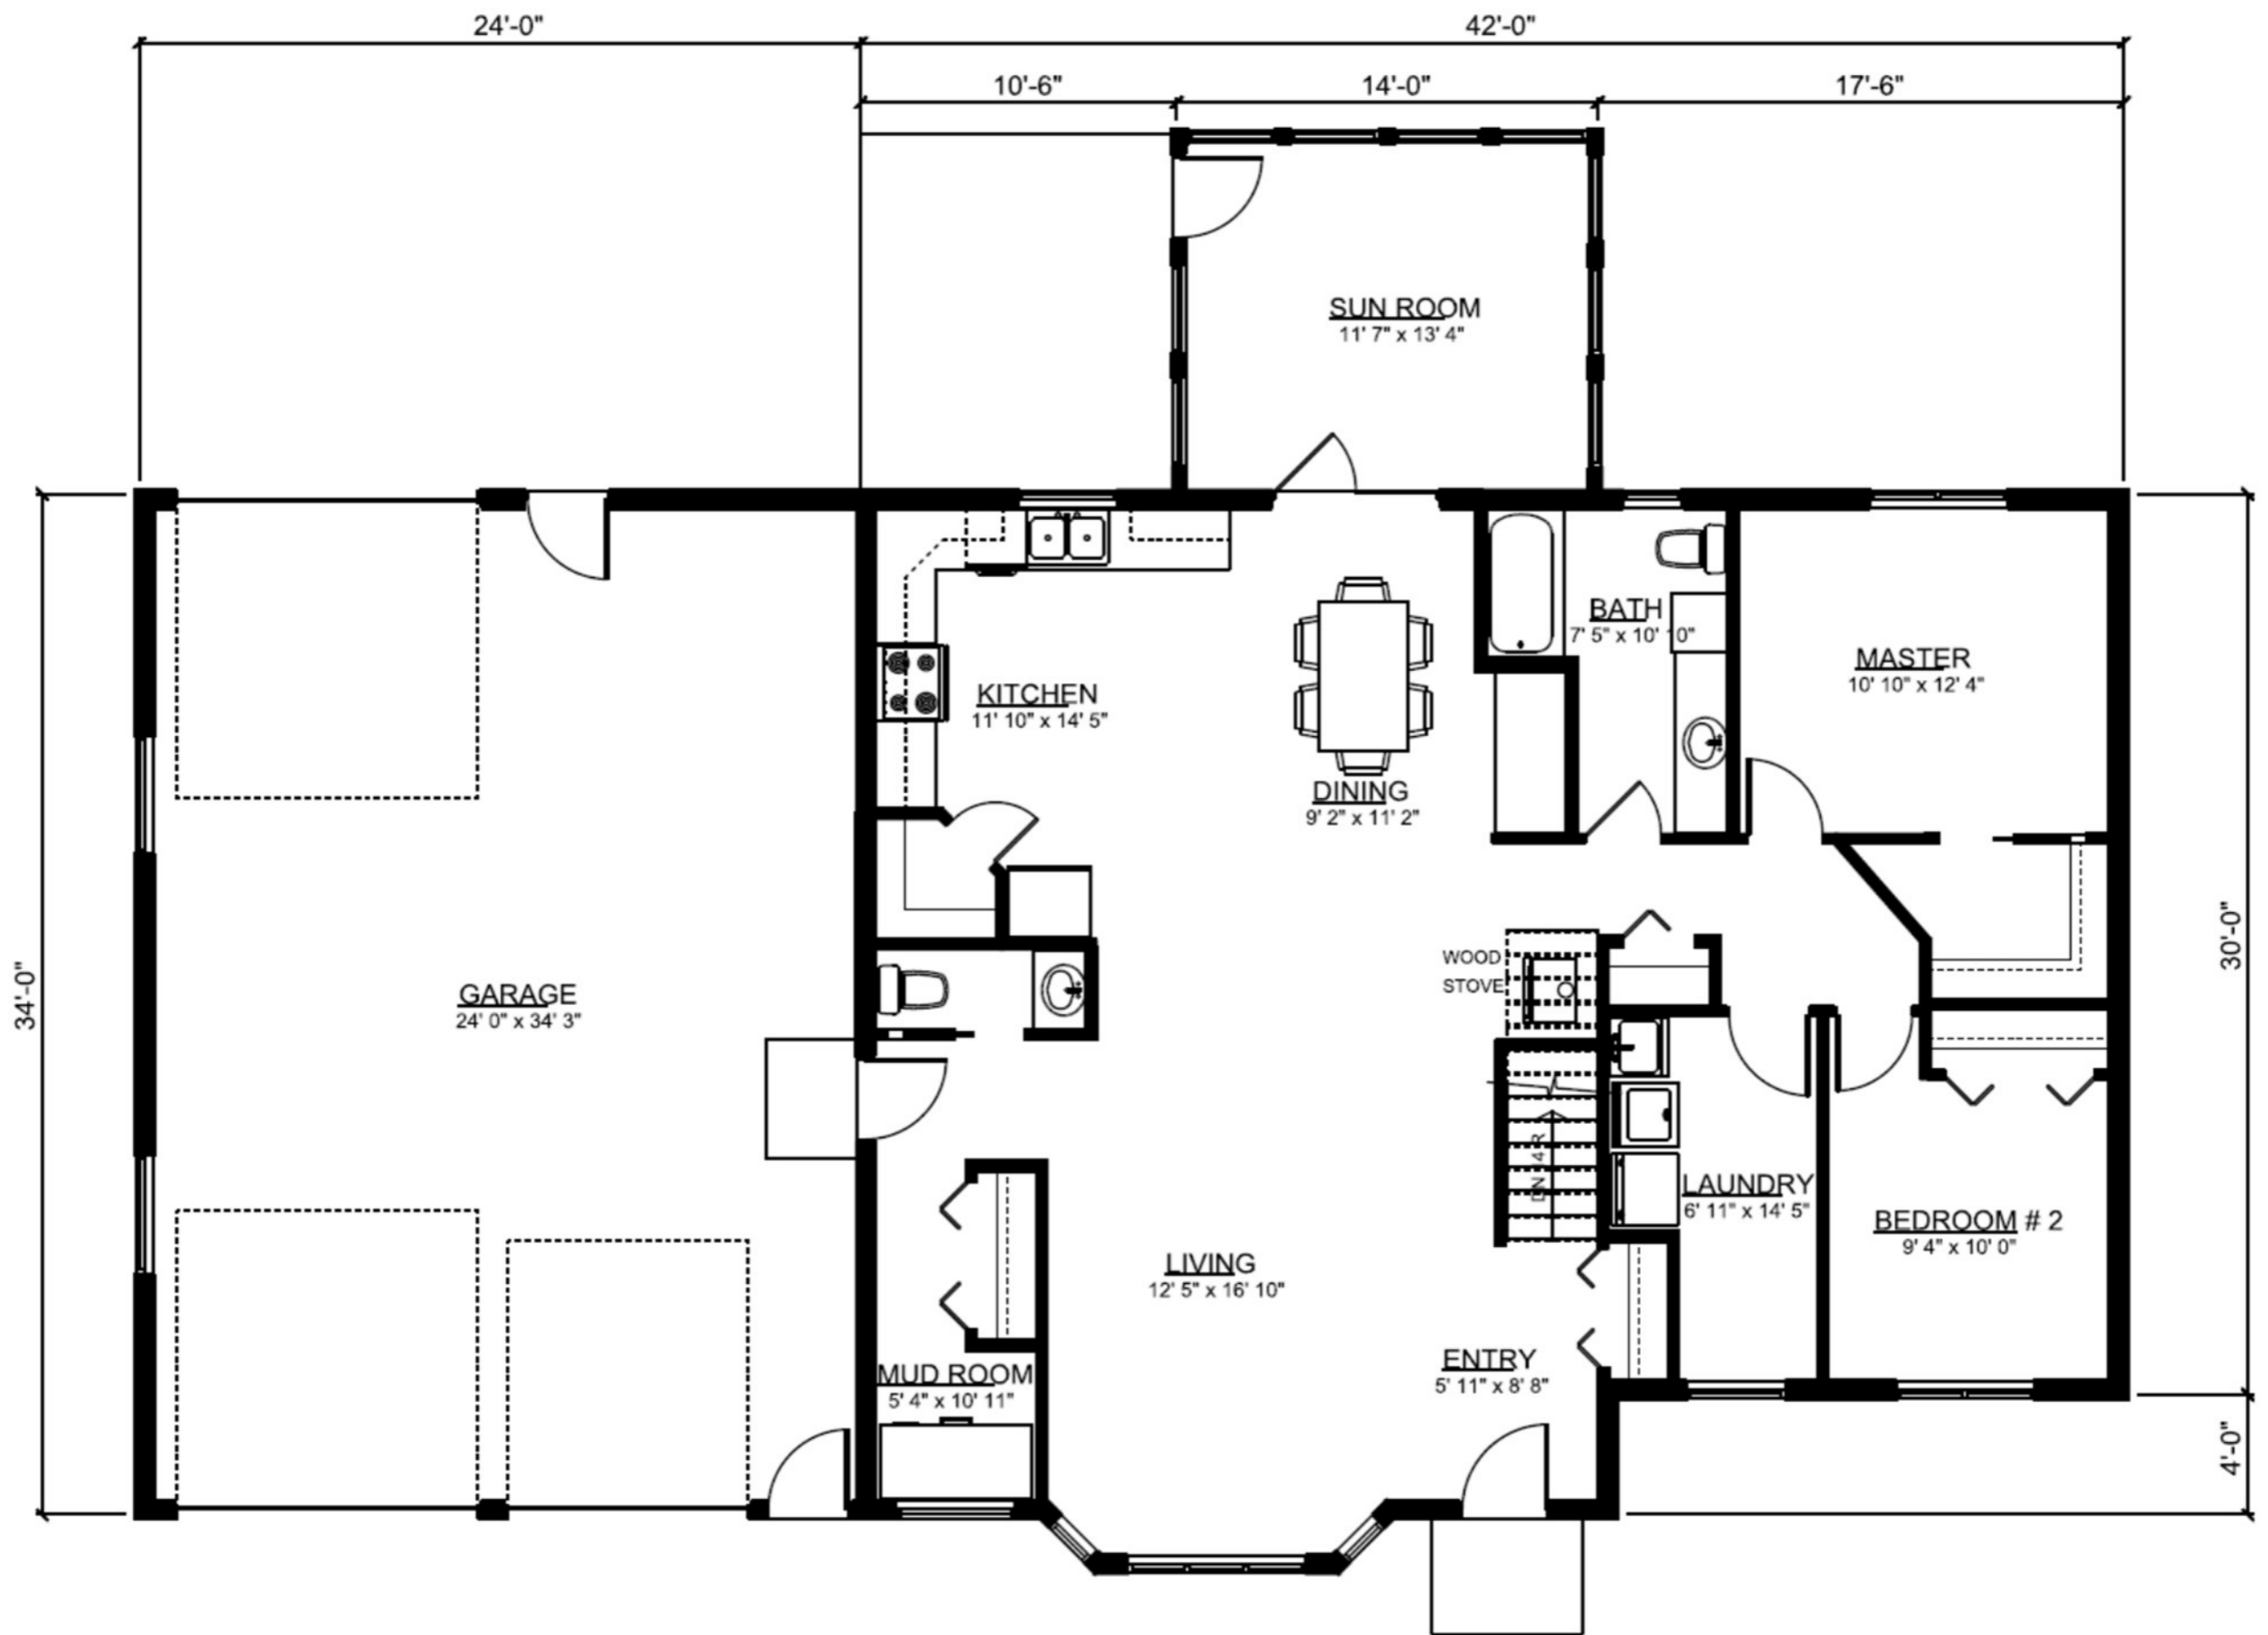 24'-0"
42'-0"
10'-6"
14'-0"
17'-6"
SUN ROOM
11' 7" x 13' 4"
BATH
7' 5" x 10' 10"
MASTER
10' 10" x 12' 4"
KITCHEN
11' 10" x 14' 5"
DINING
9' 2" x 11' 2"
WOOD
STOVE
GARAGE
24' 0" x 34' 3"
34'-0"
30'-0"
DN 14 R
LAUNDRY
6' 11" x 14' 5"
BEDROOM # 2
9' 4" x 10' 0"
LIVING
12' 5" x 16' 10"
MUD ROOM
5' 4" x 10' 11"
ENTRY
5' 11" x 8' 8"
4'-0"